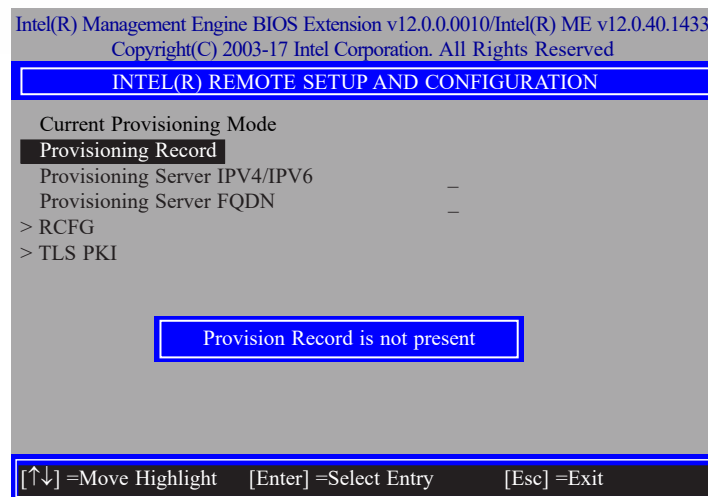 Intel(R) Management Engine BIOS Extension v12.0.0.0010/Intel(R) ME v12.0.40.1433
Copyright(C) 2003-17 Intel Corporation. All Rights Reserved
INTEL(R) REMOTE SETUP AND CONFIGURATION
Current Provisioning Mode
Provisioning Record
Provisioning Server IPV4/IPV6 _
Provisioning Server FQDN _
> RCFG
> TLS PKI
Provision Record is not present
[↑↓] =Move Highlight [Enter] =Select Entry [Esc] =Exit